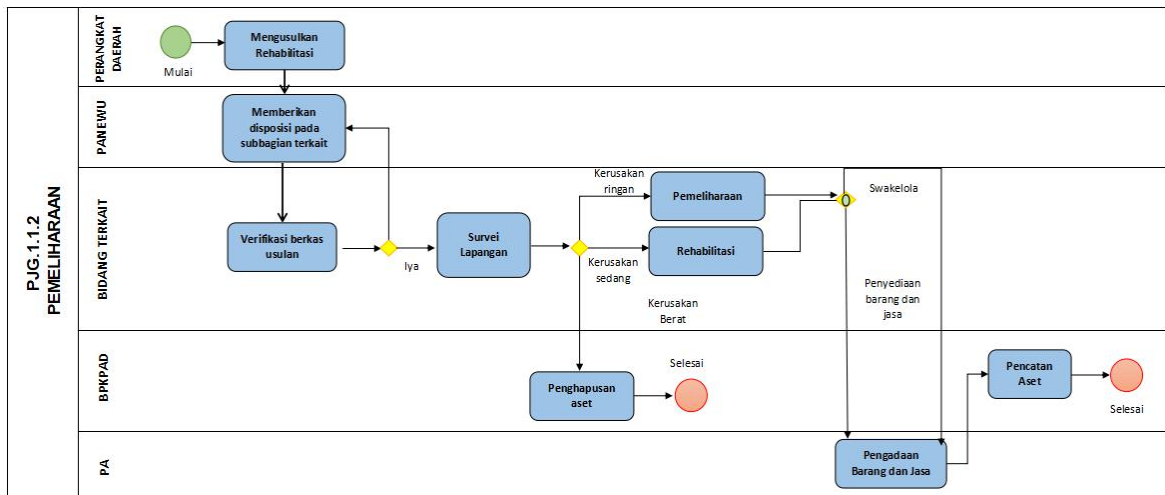 PJG.1.1.2
PEMELIHARAAN
PERANGKAT
DAERAH
Mulai
Mengusulkan
Rehabilitasi
PANEWU
Memberikan
disposisi pada
subbagian terkait
BIDANG TERKAIT
Verifikasi berkas
usulan
Iya
Survei
Lapangan
Kerusakan
ringan
Pemeliharaan
Kerusakan
sedang
Rehabilitasi
Kerusakan
Berat
Swakelola
Penyediaan
barang dan
jasa
BPKPAD
Penghapusan
aset
Selesai
Pencatan
Aset
Selesai
PA
Pengadaan
Barang dan Jasa